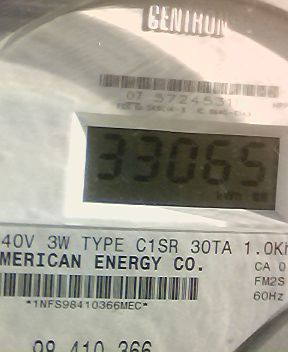 CENTRON
07 5724531
33065
40V 3W TYPE C1SR 30TA 1.0Kh
MERICAN ENERGY CO.
CA 0
FM2S
*1NFS98410366MEC*
60Hz
98 410 366